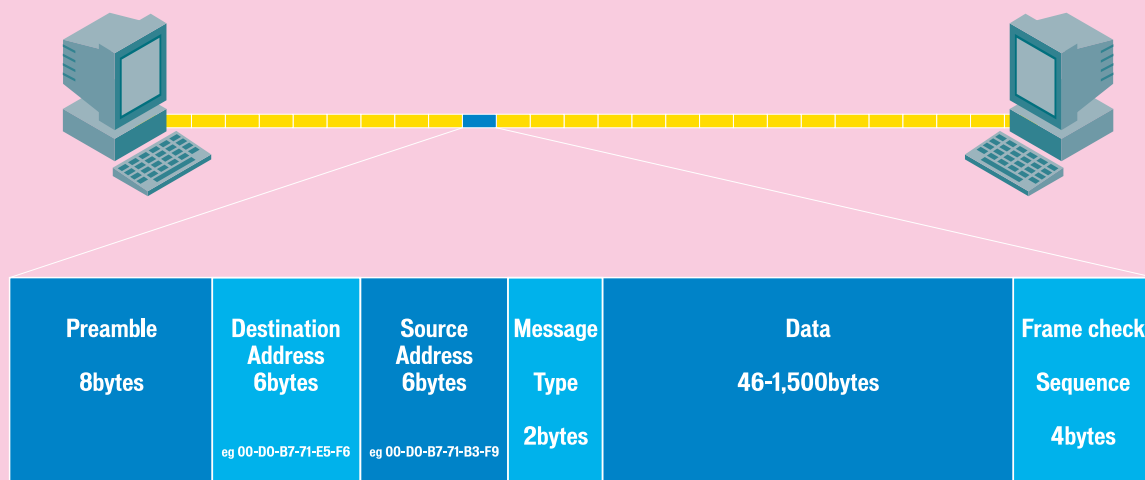 Preamble
8bytes
Destination
Address
6bytes
eg 00-D0-B7-71-E5-F6
Source
Address
6bytes
eg 00-D0-B7-71-B3-F9
Message
Type
2bytes
Data
46-1,500bytes
Frame check
Sequence
4bytes